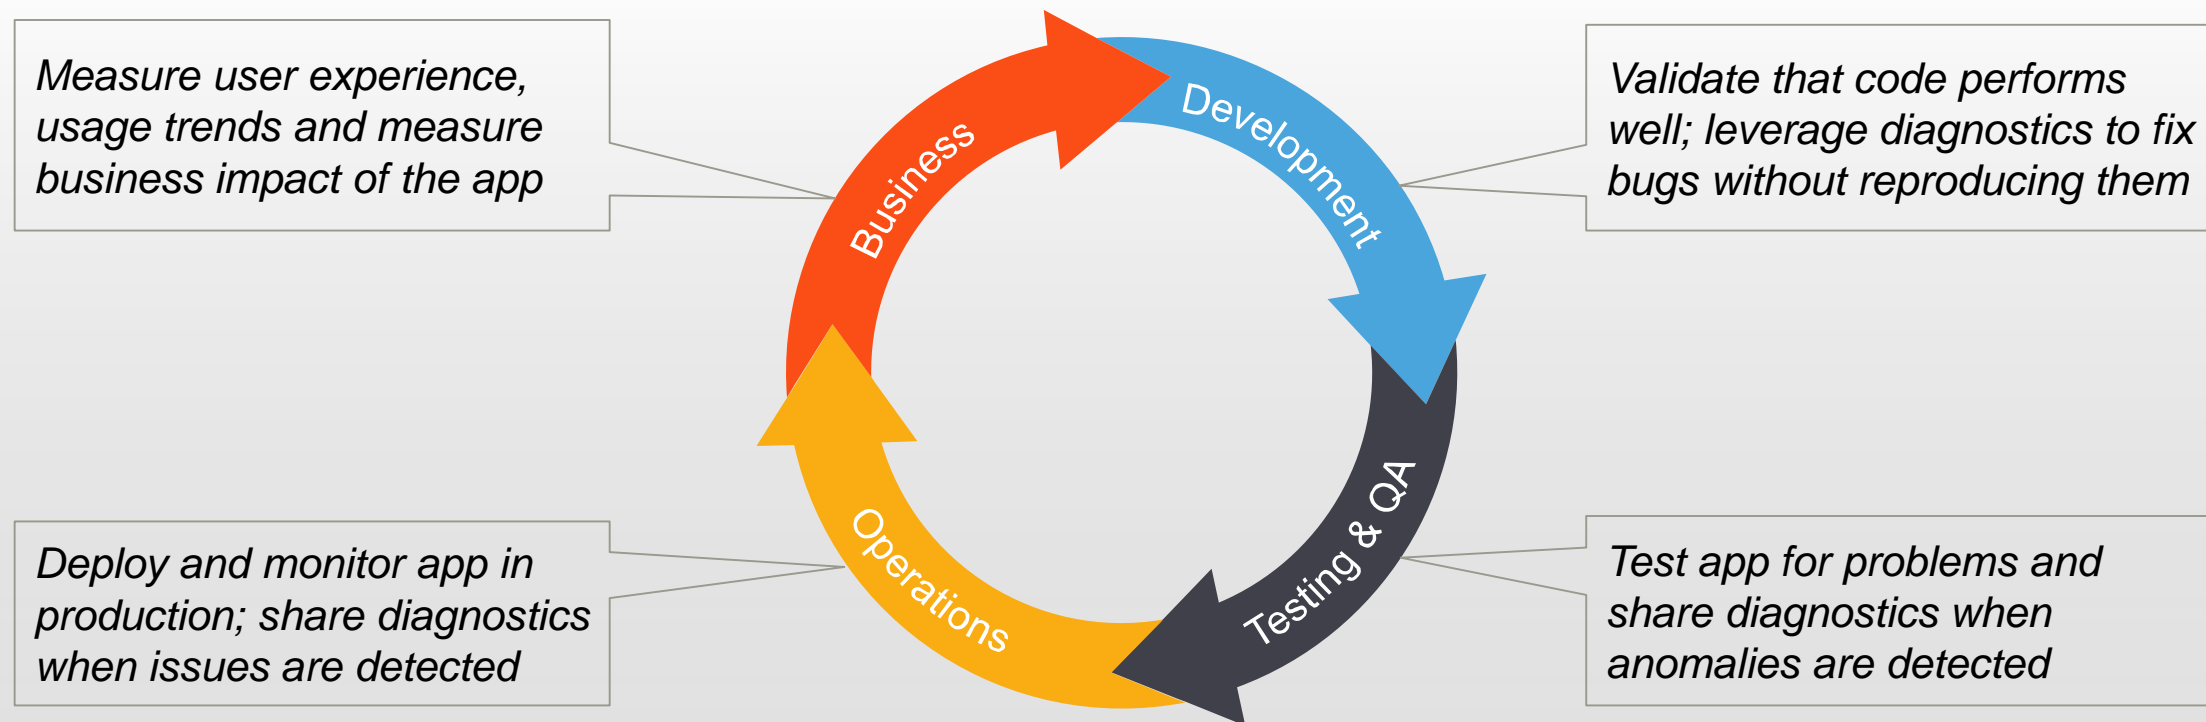 Measure user experience,
usage trends and measure
business impact of the app
Business
Development
Validate that code performs
well; leverage diagnostics to fix
bugs without reproducing them
Deploy and monitor app in
production; share diagnostics
when issues are detected
Operations
Testing & QA
Test app for problems and
share diagnostics when
anomalies are detected